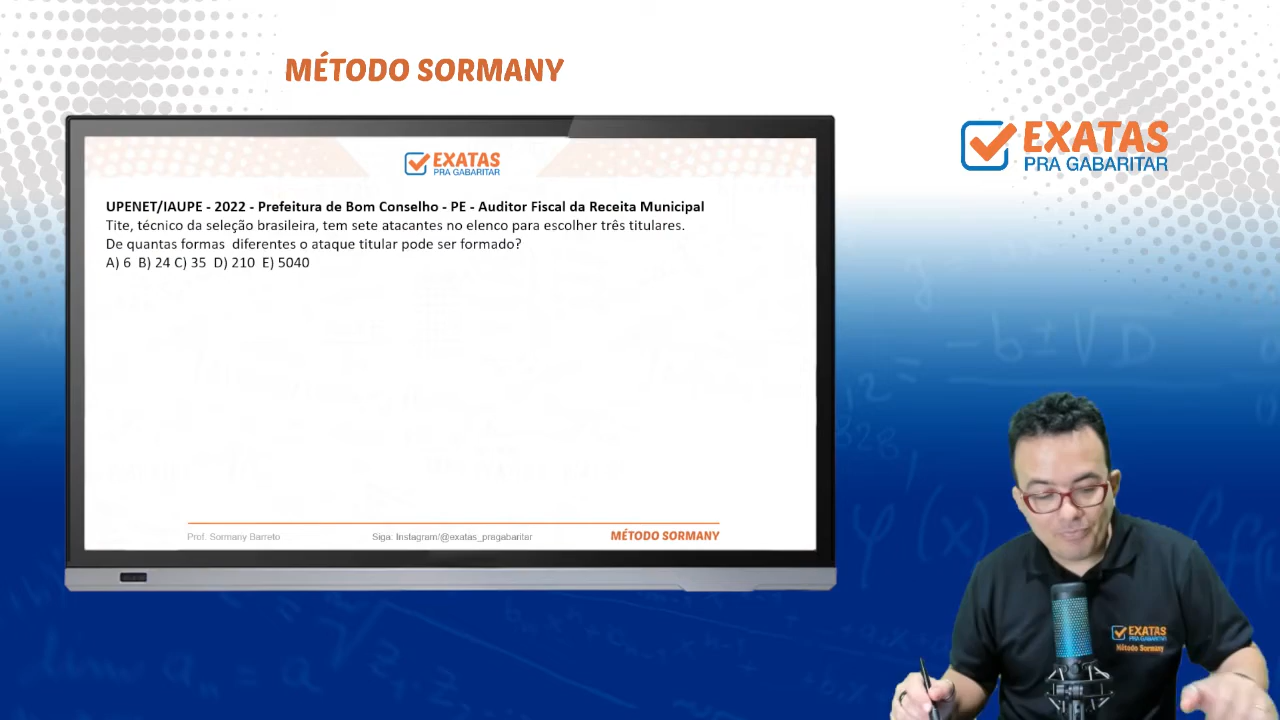 MÉTODO SORMANY
EXATAS
PRA GABARITAR
EXATAS
PRA GABARITAR
UPENET/IAUPE - 2022 - Prefeitura de Bom Conselho - PE - Auditor Fiscal da Receita Municipal
Tite, técnico da seleção brasileira, tem sete atacantes no elenco para escolher três titulares.
De quantas formas  diferentes o ataque titular pode ser formado?
A) 6  B) 24 C) 35  D) 210  E) 5040
Prof. Sormany Barreto
Siga: Instagram/@exatas_pragabaritar
MÉTODO SORMANY
EXATAS
PRA GABARITAR
Método Sormany